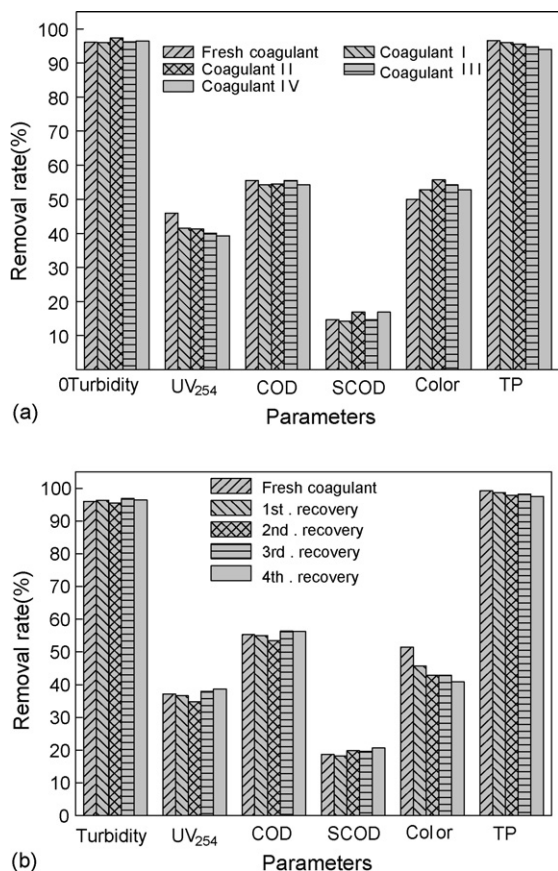 100
90
80
70
60
50
40
30
20
10
0
Removal rate(%)
Fresh coagulant
Coagulant I
Coagulant II
Coagulant III
Coagulant IV
Turbidity UV254 COD SCOD Color TP
(a)
Parameters
100
90
80
70
60
50
40
30
20
10
0
Removal rate(%)
Fresh coagulant
1st . recovery
2nd . recovery
3rd . recovery
4th . recovery
Turbidity UV254 COD SCOD Color TP
(b)
Parameters